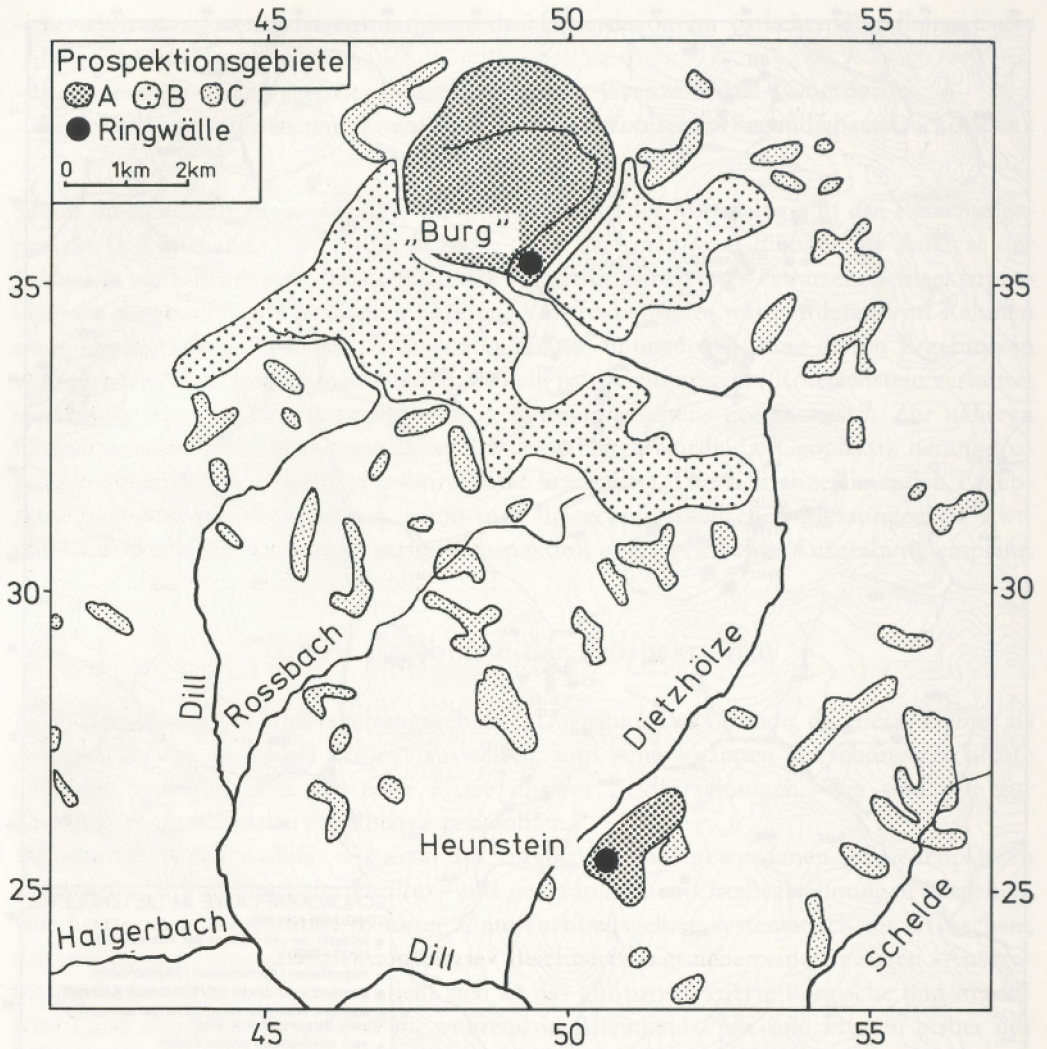 45 50 55
Prospektionsgebiete
A B C
Ringwälle
0 1km 2km
„Burg”
35 35
30 30
Dill
Rossbach
Dietzhölze
Heunstein
25 25
Haigerbach
Dill
Scheide
45 50 55